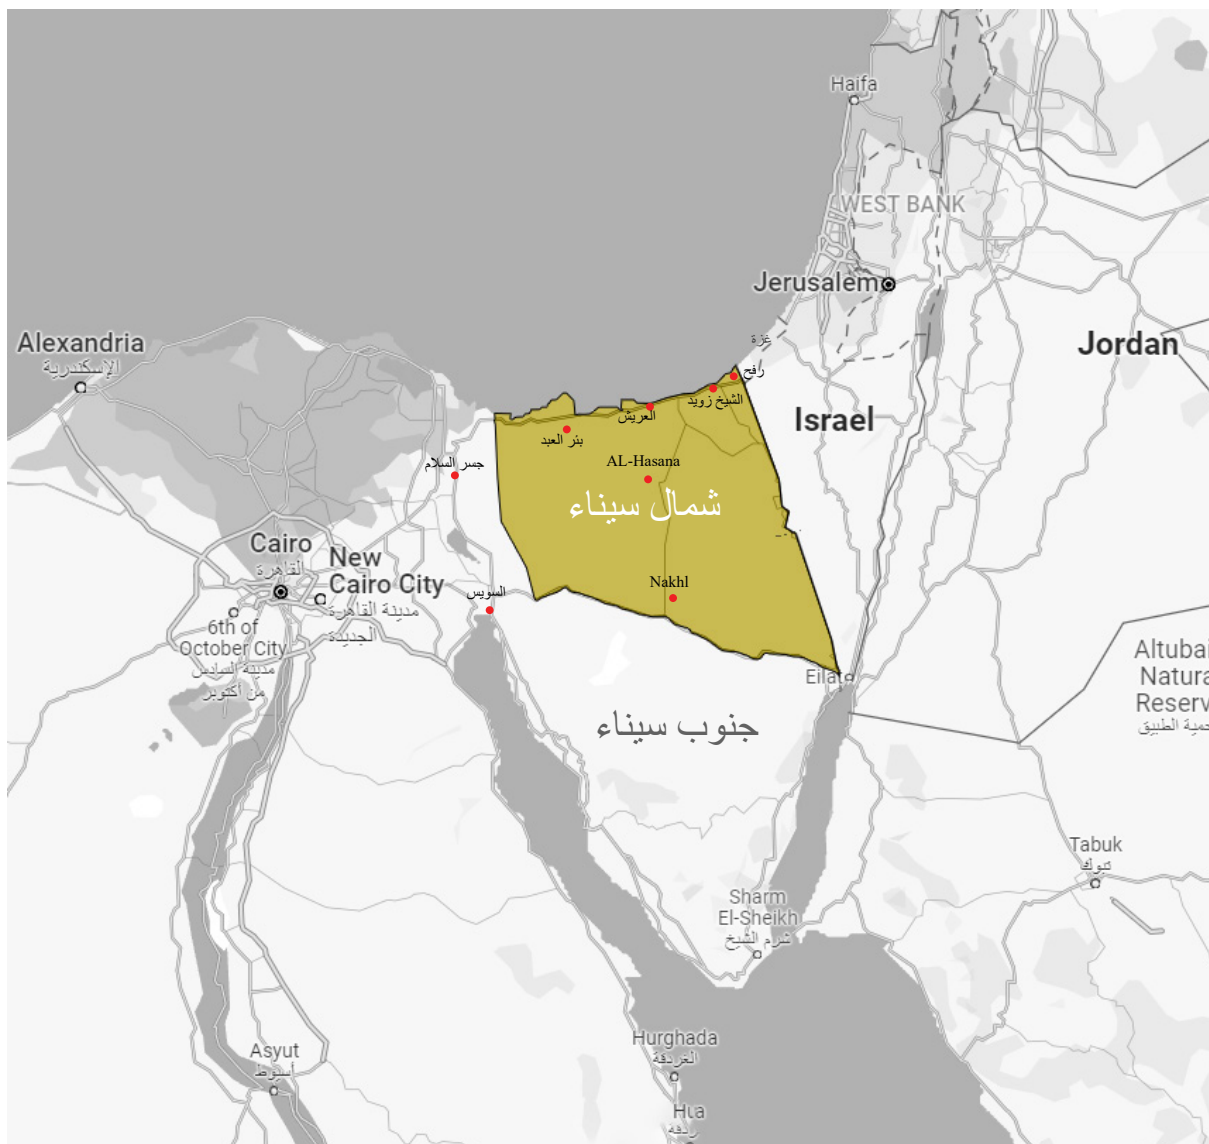 Haifa
WEST BANK
Jerusalem
Alexandria
الإسكندرية
غزة
رفح
Jordan
الشيخ زويد
العريش
Israel
بئر العبد
جسر السلام
AL-Hasana
شمال سيناء
Cairo
القاهرة
New
Cairo City
مدينة القاهرة
الجديدة
Nakhl
السويس
6th of
October City
مدينة السادس
من أكتوبر
Eilat
Altubai
Natura
Reserv
حمية الطبيق
جنوب سيناء
Tabuk
تبوك
Sharm
El-Sheikh
شرم الشيخ
Hurghada
الغردقة
Asyut
أسيوط